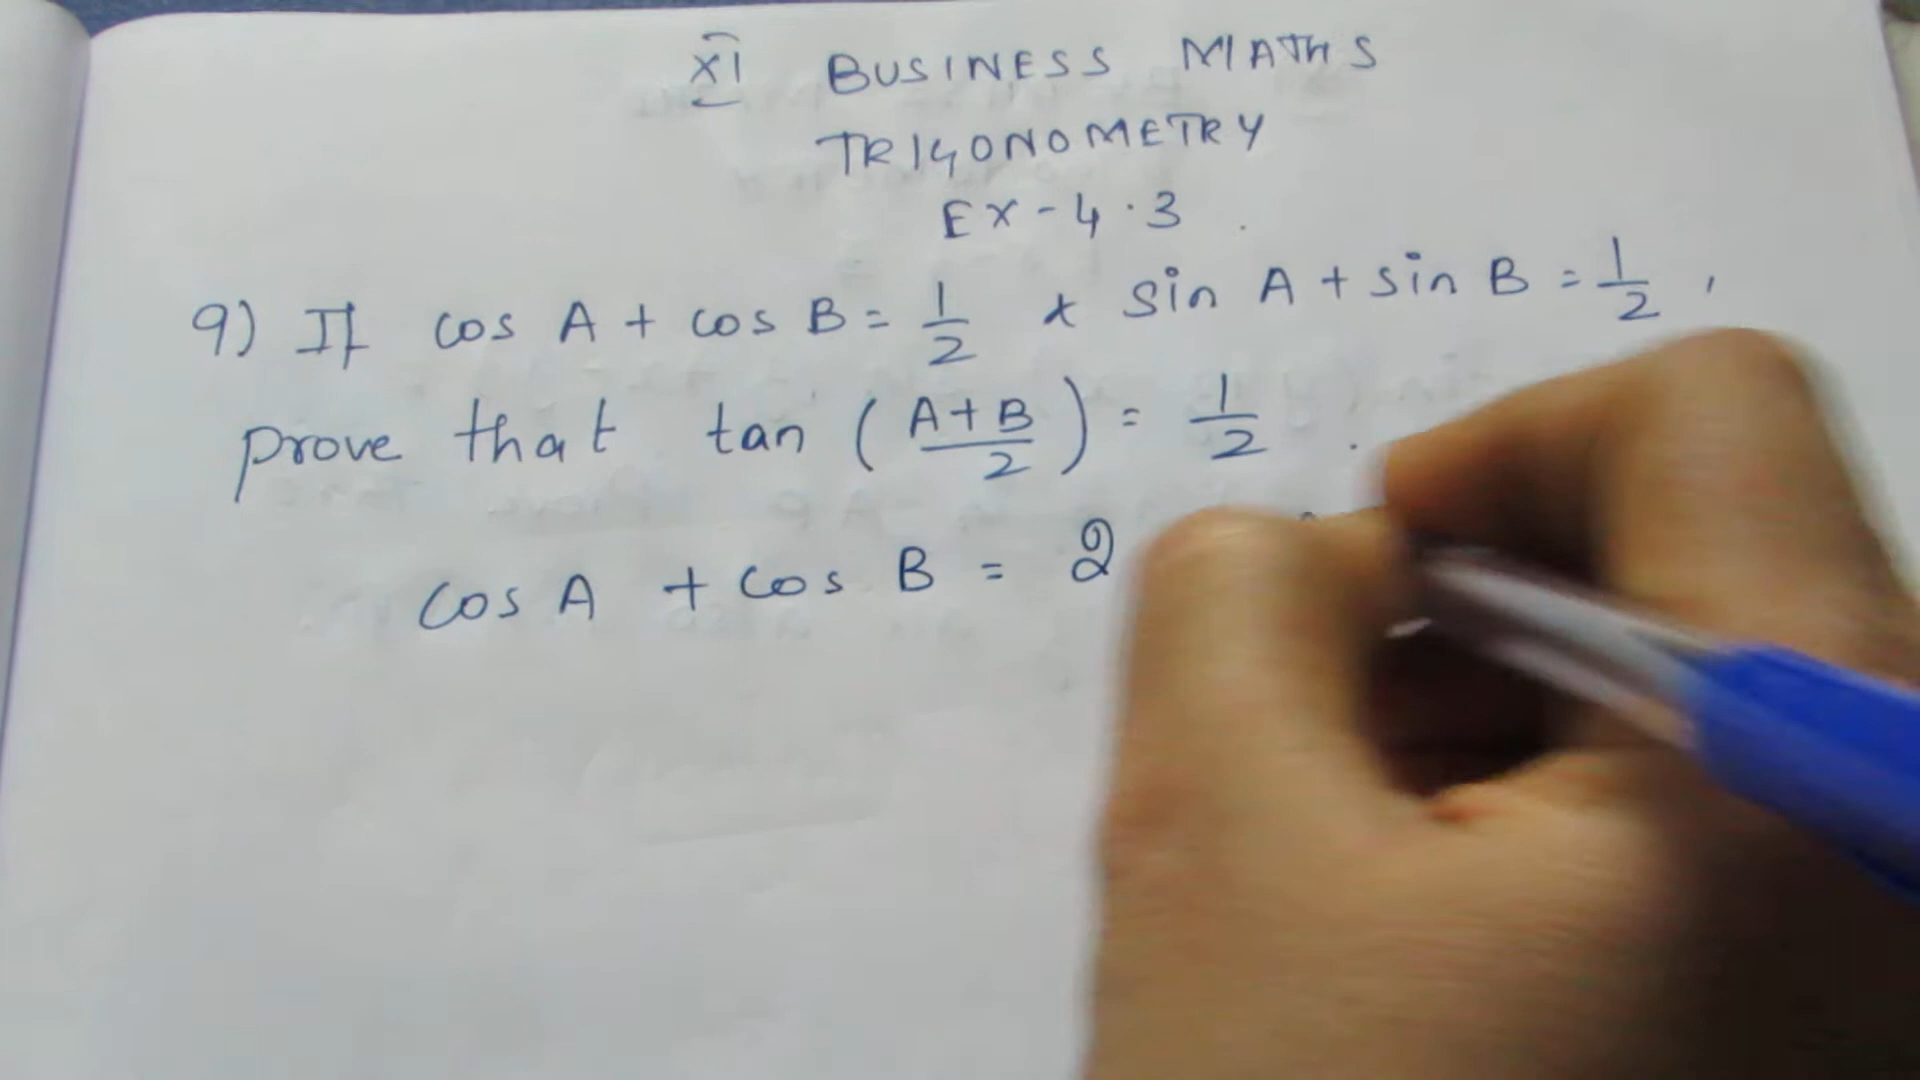 XI BUSINESS MATHS
TRIGONOMETRY
EX - 4.3
9) If cos A + cos B = 1/2 & sin A + sin B = 1/2 ,
prove that tan ( A+B/2 ) = 1/2 .
cos A + cos B = 2